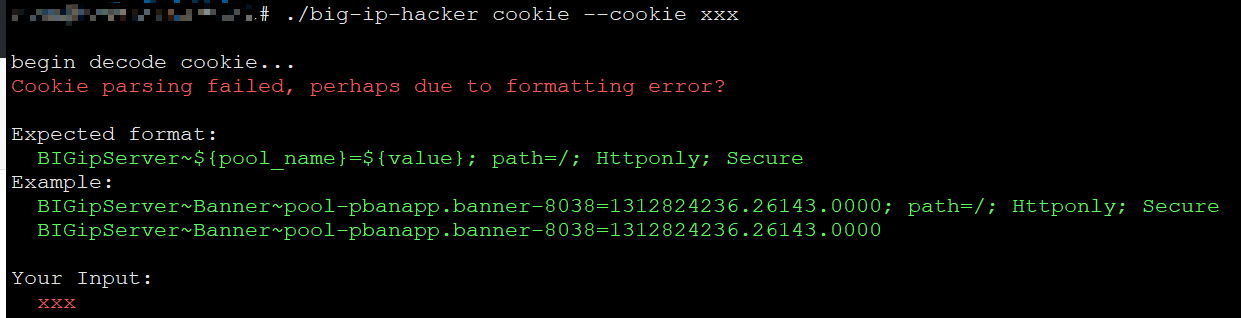 # ./big-ip-hacker cookie --cookie xxx
begin decode cookie...
Cookie parsing failed, perhaps due to formatting error?
Expected format:
BIGipServer~${pool_name}=${value}; path=/; Httponly; Secure
Example:
BIGipServer~Banner~pool-pbanapp.banner-8038=1312824236.26143.0000; path=/; Httponly; Secure
BIGipServer~Banner~pool-pbanapp.banner-8038=1312824236.26143.0000
Your Input:
xxx